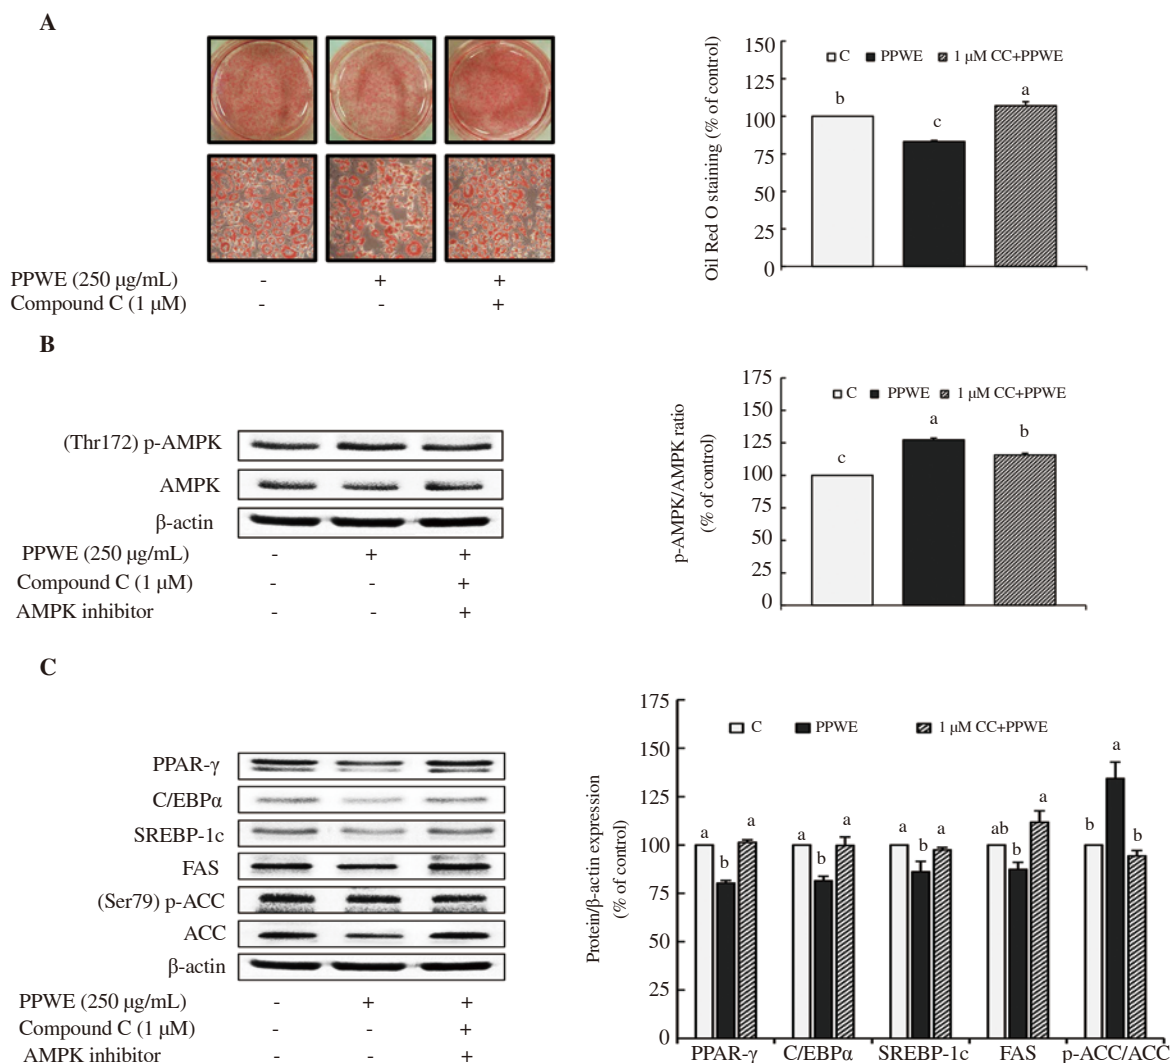 A
PPWE (250 µg/mL) - + +
Compound C (1 µM) - - +
Oil Red O staining (% of control)
150
125
100
75
50
25
0
C PPWE 1 µM CC+PPWE
b c a
B
(Thr172) p-AMPK
AMPK
β-actin
PPWE (250 µg/mL) - + +
Compound C (1 µM) - - +
AMPK inhibitor - - +
p-AMPK/AMPK ratio
(% of control)
175
150
125
100
75
50
25
0
C PPWE 1 µM CC+PPWE
c a b
C
PPAR-γ
C/EBPα
SREBP-1c
FAS
(Ser79) p-ACC
ACC
β-actin
PPWE (250 µg/mL) - + +
Compound C (1 µM) - - +
AMPK inhibitor - - +
Protein/β-actin expression
(% of control)
175
150
125
100
75
50
25
0
C PPWE 1 µM CC+PPWE
a b a a b a a b a ab b a b a b
PPAR-γ C/EBPα SREBP-1c FAS p-ACC/ACC